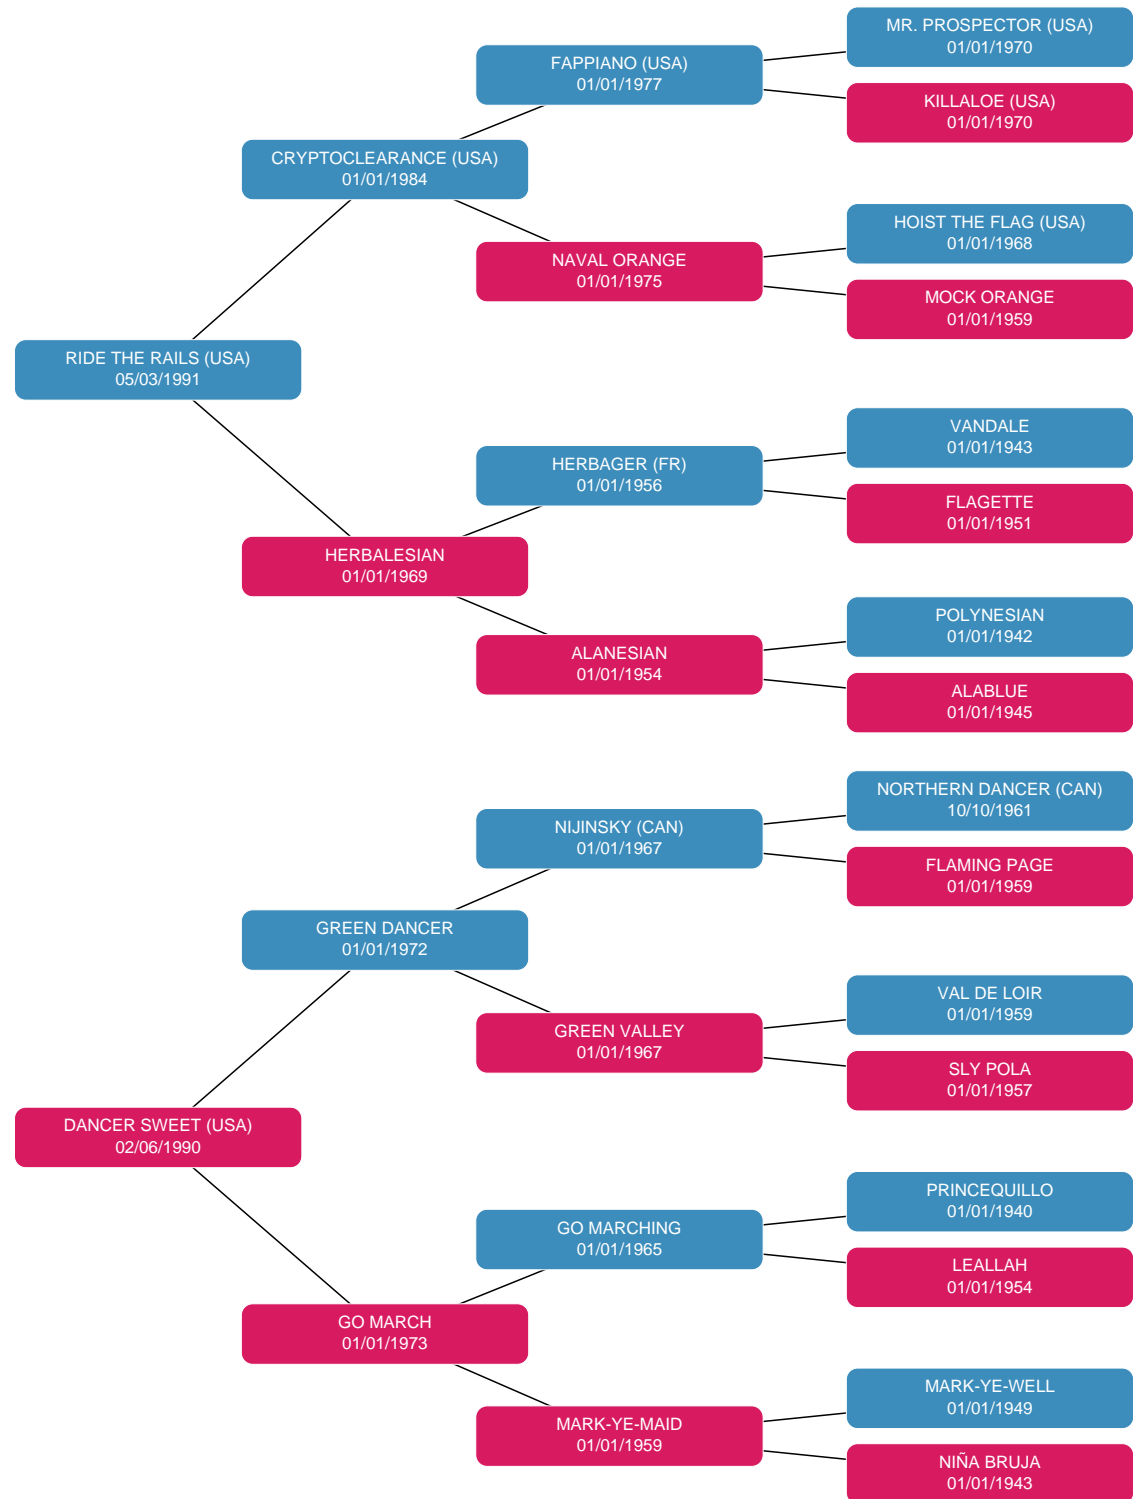 MR. PROSPECTOR (USA)
01/01/1970
FAPPIANO (USA)
01/01/1977
KILLALOE (USA)
01/01/1970
CRYPTOCLEARANCE (USA)
01/01/1984
HOIST THE FLAG (USA)
01/01/1968
NAVAL ORANGE
01/01/1975
MOCK ORANGE
01/01/1959
RIDE THE RAILS (USA)
05/03/1991
VANDALE
01/01/1943
HERBAGER (FR)
01/01/1956
FLAGETTE
01/01/1951
HERBALESIAN
01/01/1969
POLYNESIAN
01/01/1942
ALANESIAN
01/01/1954
ALABLUE
01/01/1945
NORTHERN DANCER (CAN)
10/10/1961
NIJINSKY (CAN)
01/01/1967
FLAMING PAGE
01/01/1959
GREEN DANCER
01/01/1972
VAL DE LOIR
01/01/1959
GREEN VALLEY
01/01/1967
SLY POLA
01/01/1957
DANCER SWEET (USA)
02/06/1990
PRINCEQUILLO
01/01/1940
GO MARCHING
01/01/1965
LEALLAH
01/01/1954
GO MARCH
01/01/1973
MARK-YE-WELL
01/01/1949
MARK-YE-MAID
01/01/1959
NIÑA BRUJA
01/01/1943